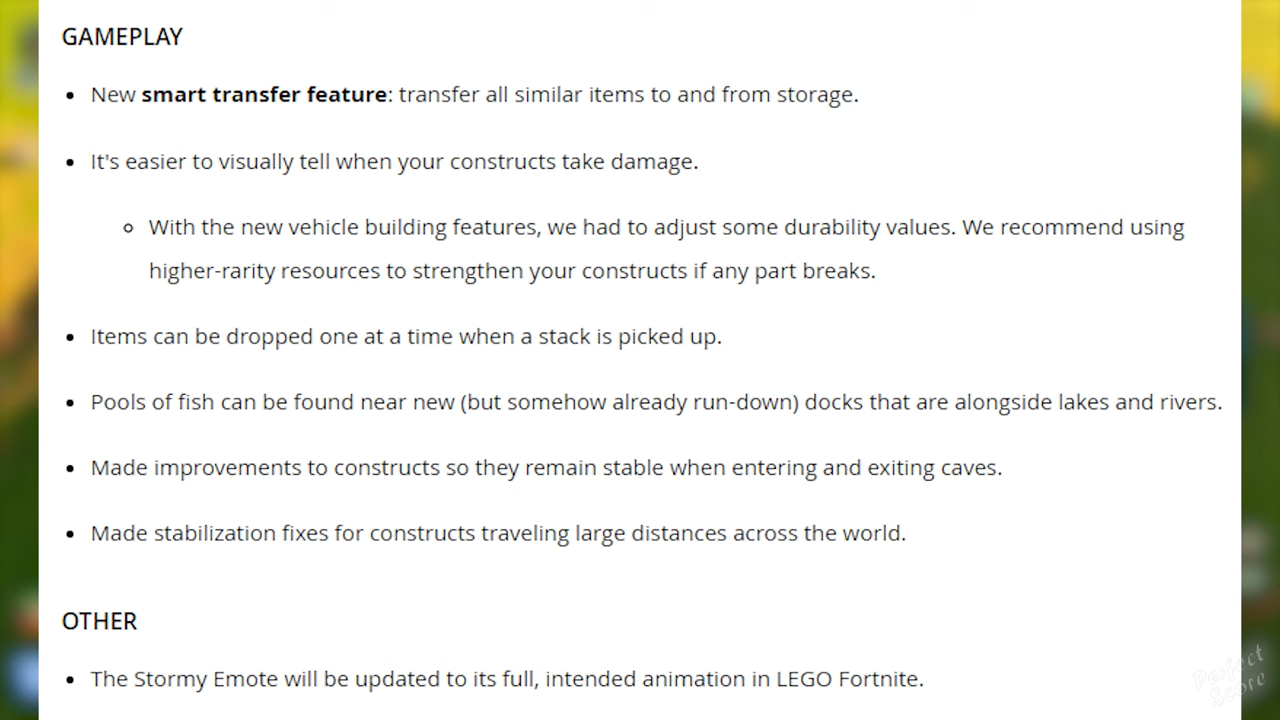 GAMEPLAY
• New smart transfer feature: transfer all similar items to and from storage.
• It's easier to visually tell when your constructs take damage.
◦ With the new vehicle building features, we had to adjust some durability values. We recommend using
higher-rarity resources to strengthen your constructs if any part breaks.
• Items can be dropped one at a time when a stack is picked up.
• Pools of fish can be found near new (but somehow already run-down) docks that are alongside lakes and rivers.
• Made improvements to constructs so they remain stable when entering and exiting caves.
• Made stabilization fixes for constructs traveling large distances across the world.
OTHER
• The Stormy Emote will be updated to its full, intended animation in LEGO Fortnite.
Perfect
Score